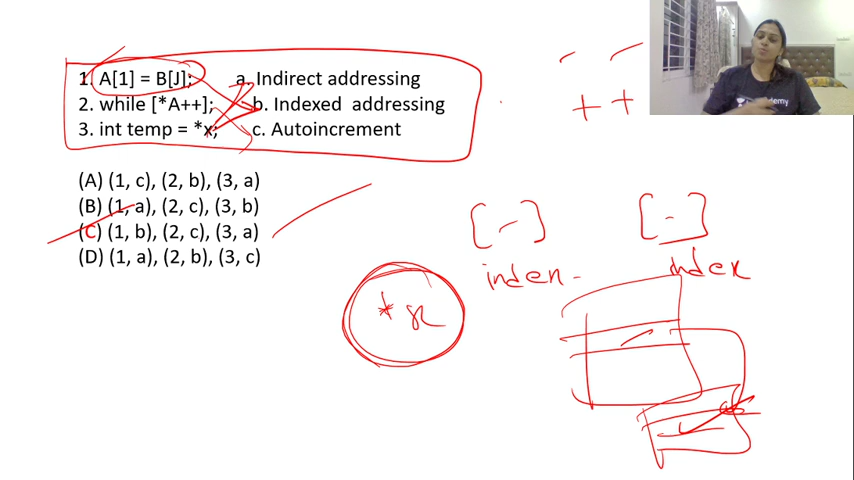 1. A[1] = B[J]; a. Indirect addressing
2. while [*A++]; b. Indexed addressing
3. int temp = *x; c. Autoincrement
(A) (1, c), (2, b), (3, a)
(B) (1, a), (2, c), (3, b)
(C) (1, b), (2, c), (3, a)
(D) (1, a), (2, b), (3, c)
++
[-] [-]
index index
*x